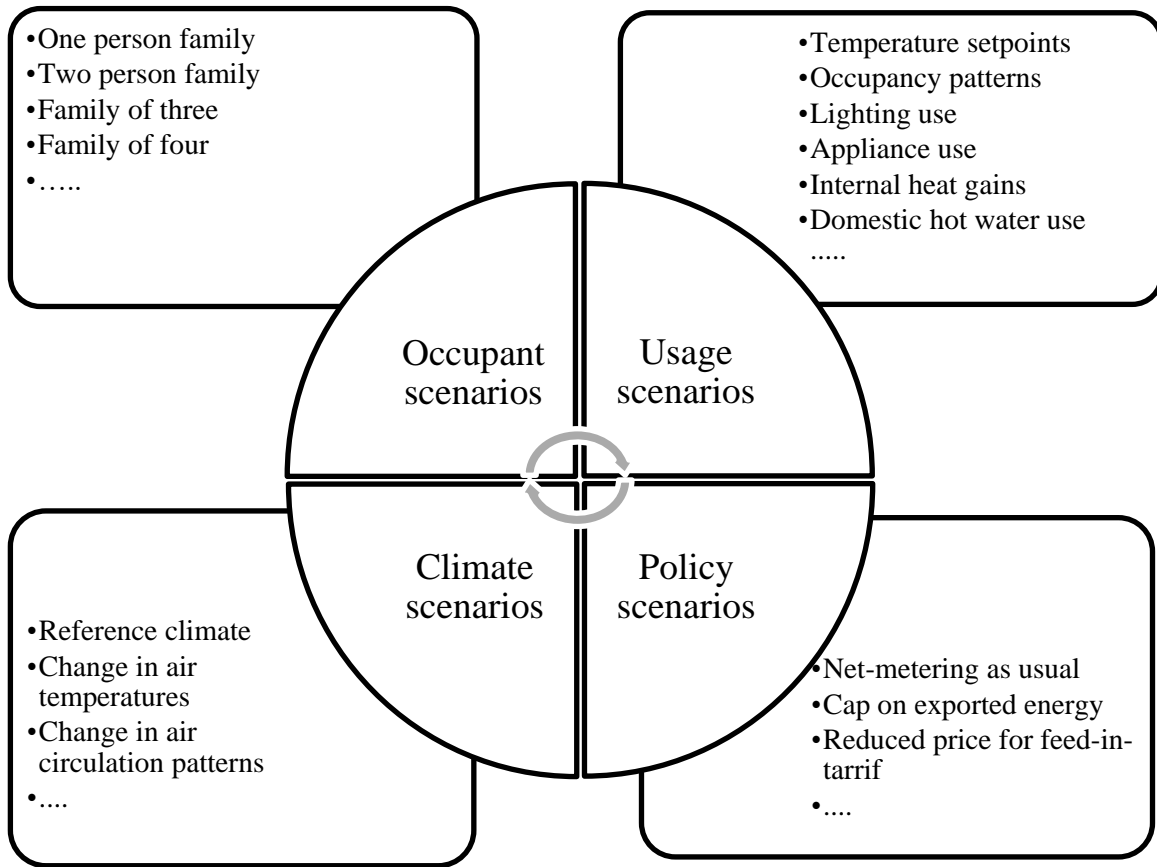 •One person family
•Two person family
•Family of three
•Family of four
•…..
•Temperature setpoints
•Occupancy patterns
•Lighting use
•Appliance use
•Internal heat gains
•Domestic hot water use
.....
Occupant
scenarios
Usage
scenarios
Climate
scenarios
Policy
scenarios
•Reference climate
•Change in air
temperatures
•Change in air
circulation patterns
•....
•Net-metering as usual
•Cap on exported energy
•Reduced price for feed-in-
tarrif
•....